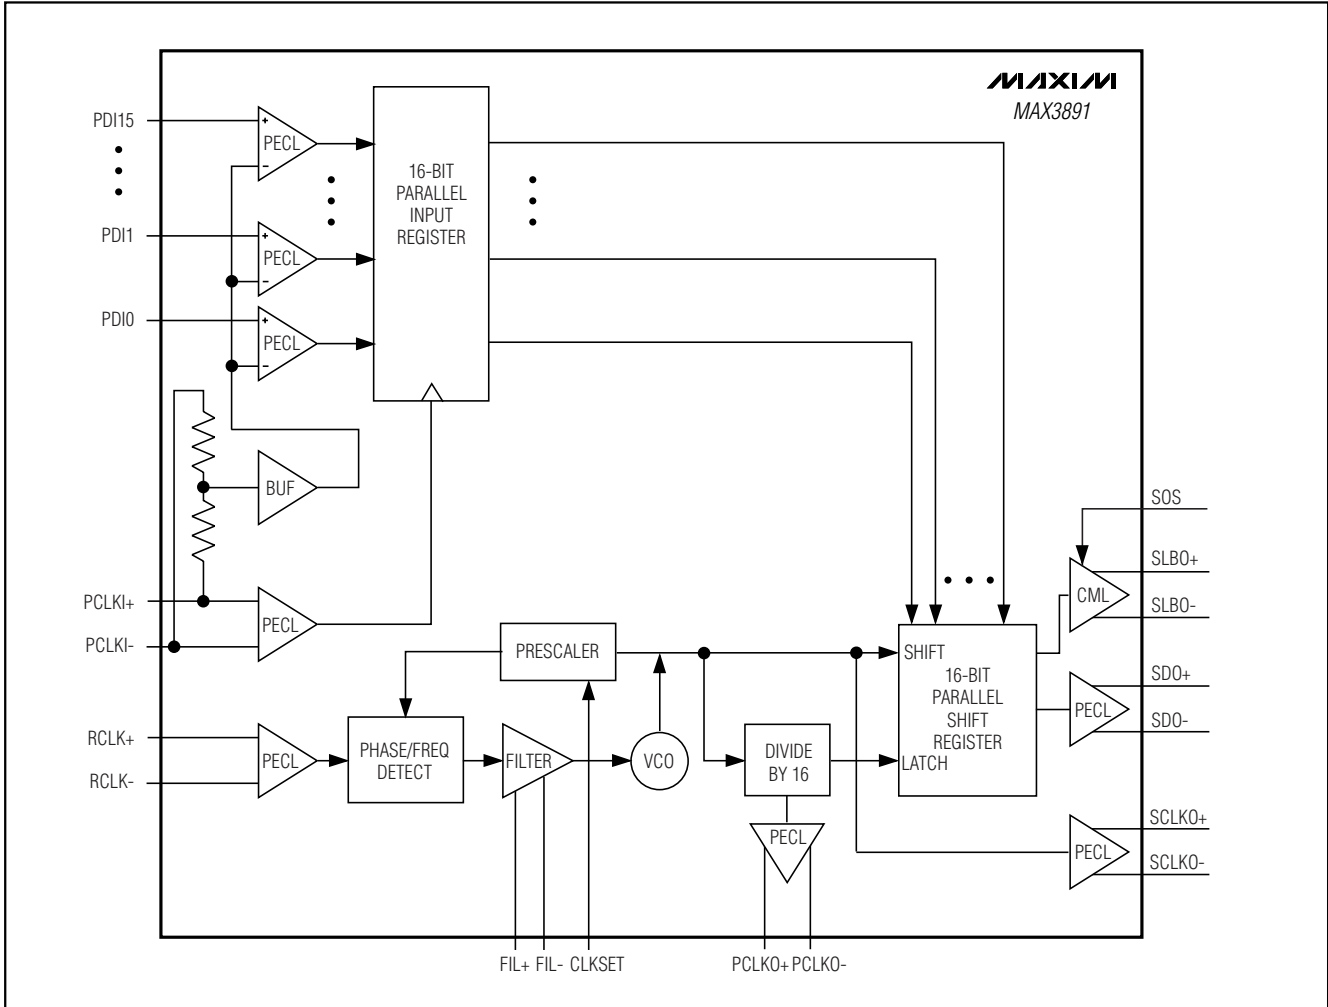 MAXIM
MAX3891
PDI15
+
PECL
-
16-BIT
PARALLEL
INPUT
REGISTER
PDI1
+
PECL
-
PDI0
+
PECL
-
BUF
SOS
SLBO+
CML
SLBO-
PCLKI+
PECL
PCLKI-
PRESCALER
SHIFT
16-BIT
PARALLEL
SHIFT
REGISTER
LATCH
SDO+
PECL
SDO-
RCLK+
PECL
RCLK-
PHASE/FREQ
DETECT
FILTER
VCO
DIVIDE
BY 16
PECL
SCLKO+
PECL
SCLKO-
FIL+ FIL- CLKSET
PCLKO+ PCLKO-